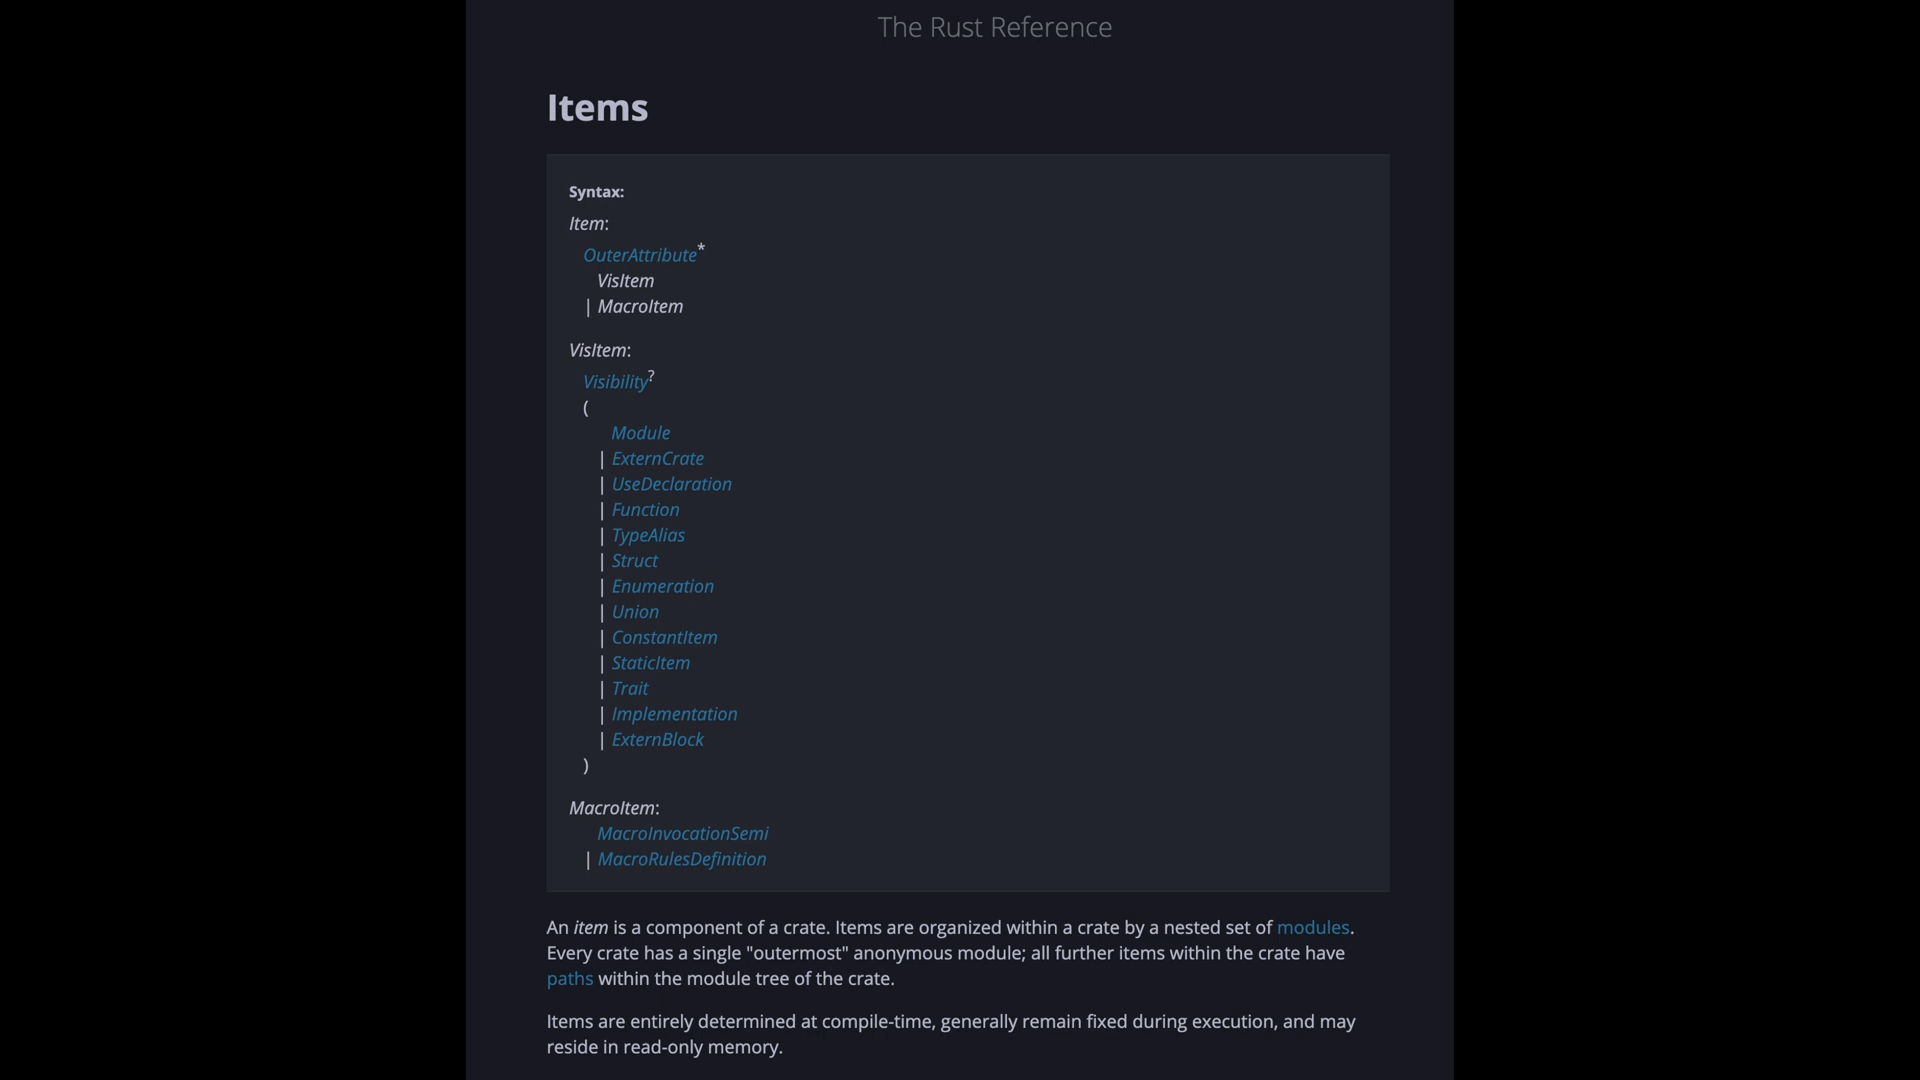 The Rust Reference
Items
Syntax:
Item:
OuterAttribute*
VisItem
| MacroItem
VisItem:
Visibility?
(
Module
| ExternCrate
| UseDeclaration
| Function
| TypeAlias
| Struct
| Enumeration
| Union
| ConstantItem
| StaticItem
| Trait
| Implementation
| ExternBlock
)
MacroItem:
MacroInvocationSemi
| MacroRulesDefinition
An item is a component of a crate. Items are organized within a crate by a nested set of modules.
Every crate has a single "outermost" anonymous module; all further items within the crate have
paths within the module tree of the crate.
Items are entirely determined at compile-time, generally remain fixed during execution, and may
reside in read-only memory.